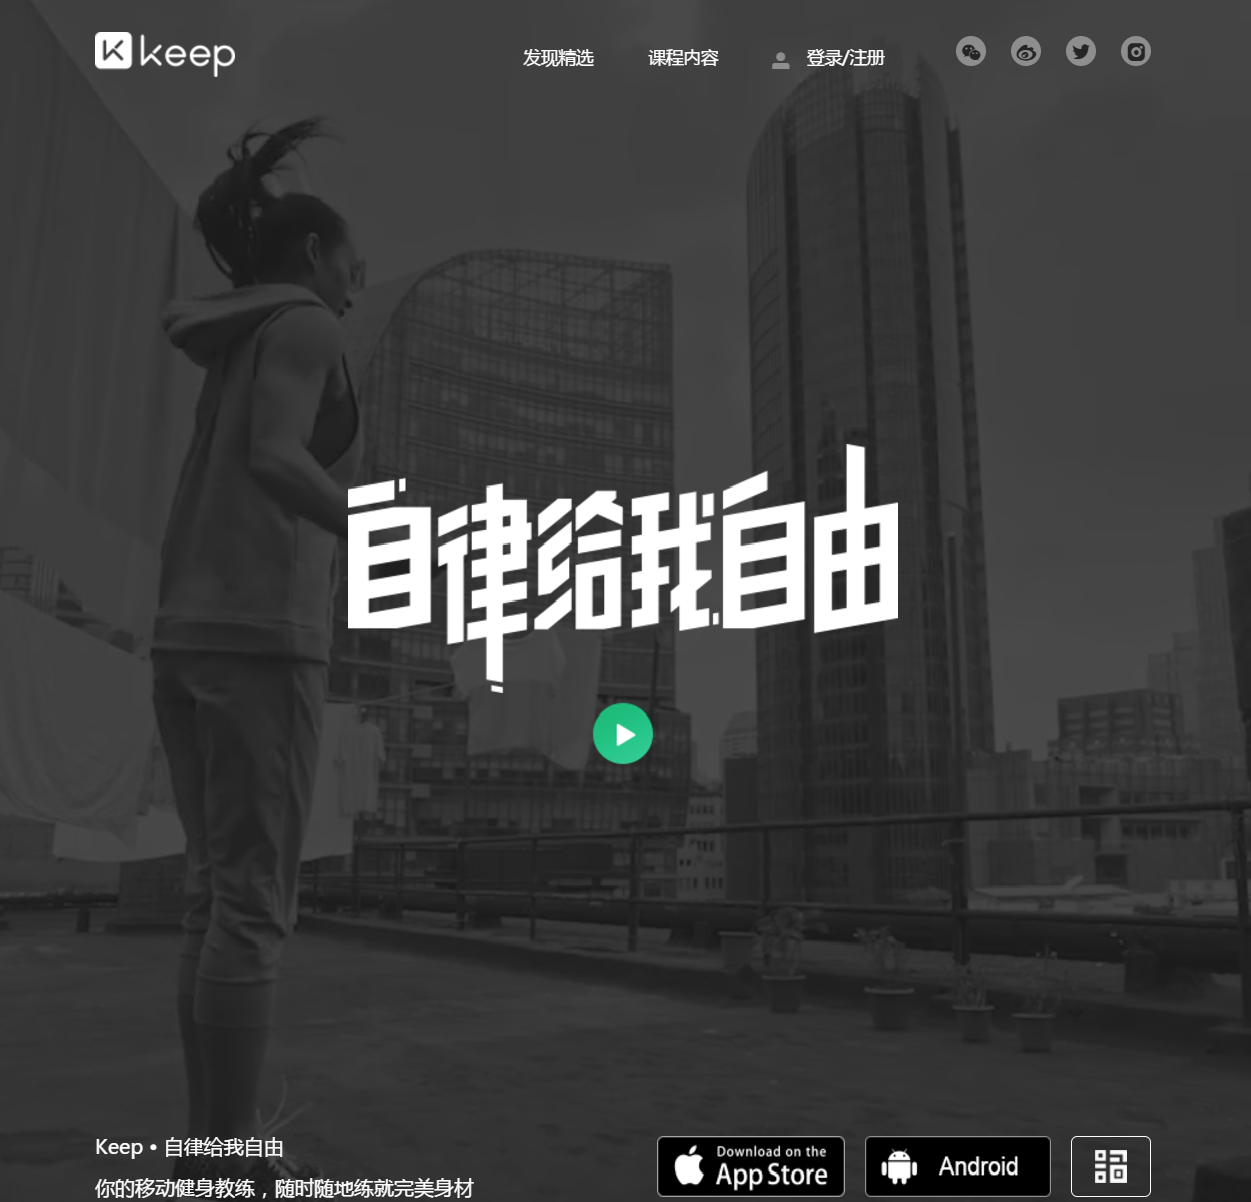 keep
发现精选
课程内容
登录/注册
自律给我自由
Keep • 自律给我自由
你的移动健身教练，随时随地练就完美身材
Download on the
App Store
Android